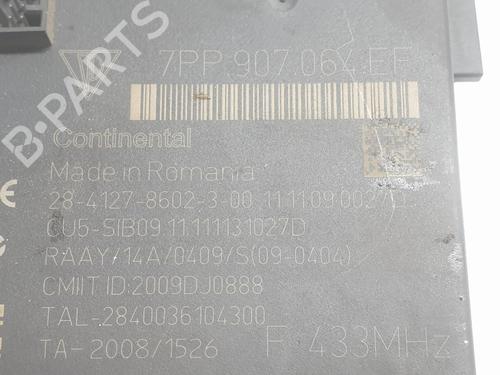 7PP 907.064.EF
Continental
Made in Romania
28-4127-8602-3-00 11.11.09 002
CU5-SIB09 11.111131027D
RAAY/14A/0409/S(09-0404)
CMIIT ID:2009DJ0888
TAL-2840036104300
TA-2008/1526 F 433MHz
B-PARTS